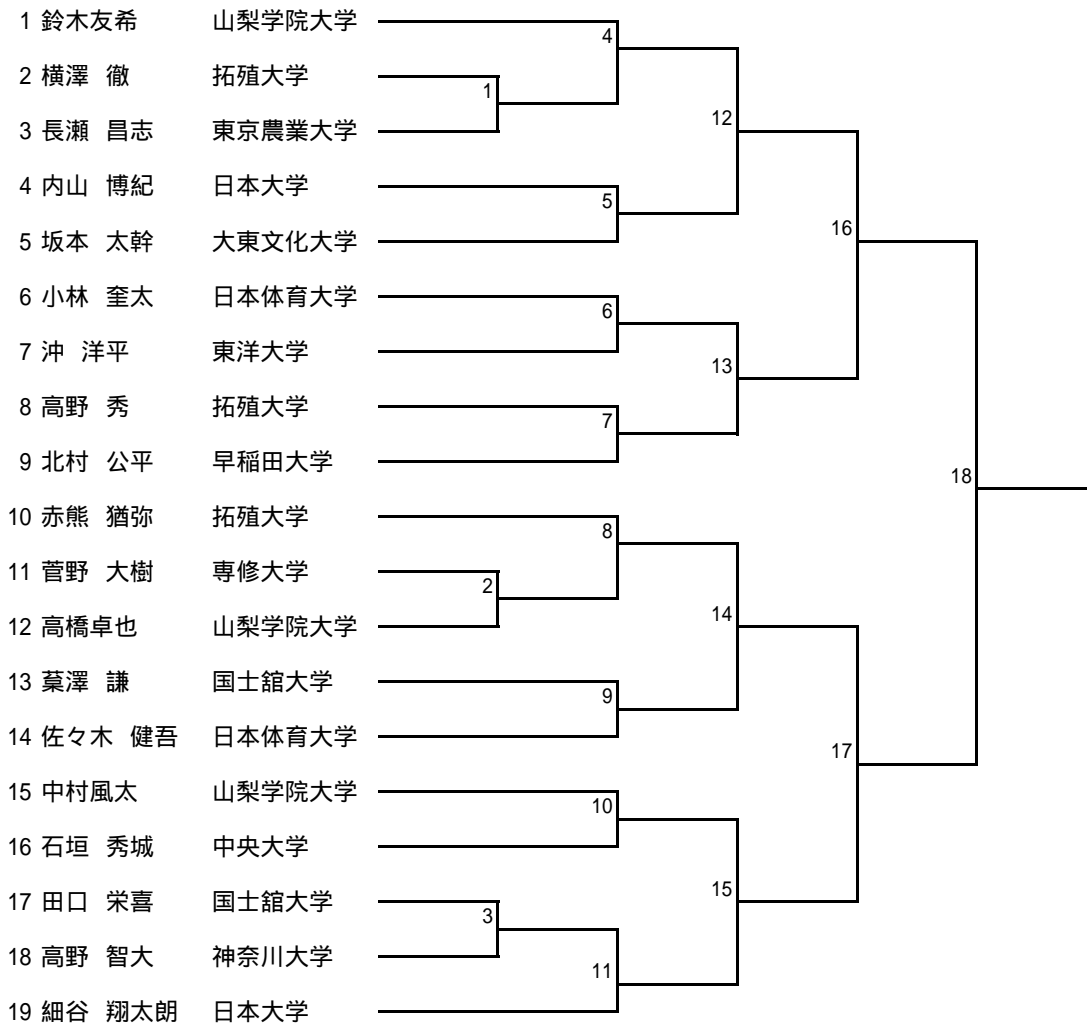 1 鈴木友希 山梨学院大学
4
2 横澤 徹 拓殖大学
1
3 長瀬 昌志 東京農業大学
12
4 内山 博紀 日本大学
5
5 坂本 太幹 大東文化大学
16
6 小林 奎太 日本体育大学
6
7 沖 洋平 東洋大学
13
8 高野 秀 拓殖大学
7
9 北村 公平 早稲田大学
18
10 赤熊 猶弥 拓殖大学
8
11 菅野 大樹 専修大学
2
12 高橋卓也 山梨学院大学
14
13 葈澤 謙 国士舘大学
9
14 佐々木 健吾 日本体育大学
17
15 中村風太 山梨学院大学
10
16 石垣 秀城 中央大学
15
17 田口 栄喜 国士舘大学
3
18 高野 智大 神奈川大学
11
19 細谷 翔太朗 日本大学